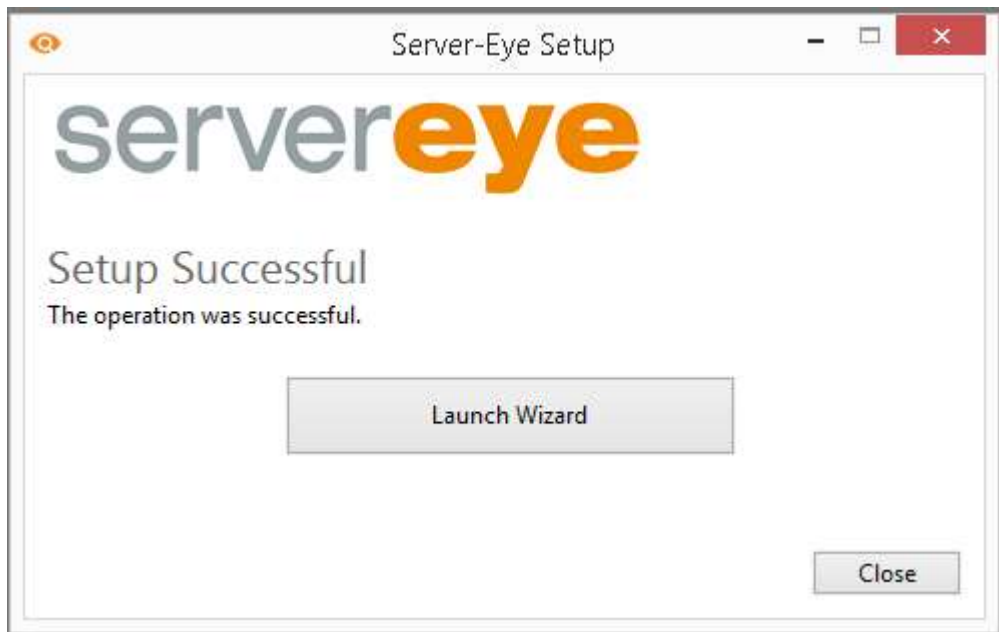 Server-Eye Setup
servereye
Setup Successful
The operation was successful.
Launch Wizard
Close